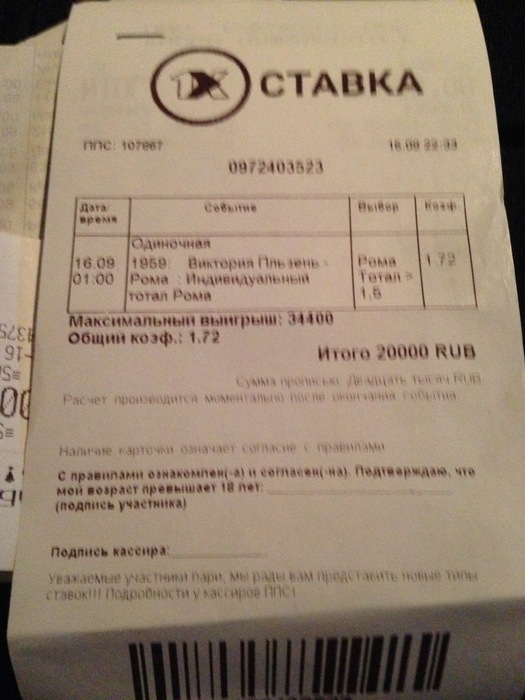 1X СТАВКА
ППС: 107867 16.09 22:33
0972403523
Дата/ время Событие Выбор Коэф.
Одиночная
16.09 1959: Виктория Пльзень - Рома 1.72
01:00 Рома : Индивидуальный Тотал >
тотал Рома 1.5
Максимальный выигрыш: 34400
Общий коэф.: 1.72
Итого 20000 RUB
Сумма прописью: Двадцать тысяч RUB
Расчет производится моментально после окончания события.
Наличие карточки означает согласие с правилами
С правилами ознакомлен(-а) и согласен(-на). Подтверждаю, что
мой возраст превышает 18 лет:
(подпись участника)
Подпись кассира:
Уважаемые участники пари, мы рады вам представить новые типы
ставок!!! Подробности у кассиров ППС!